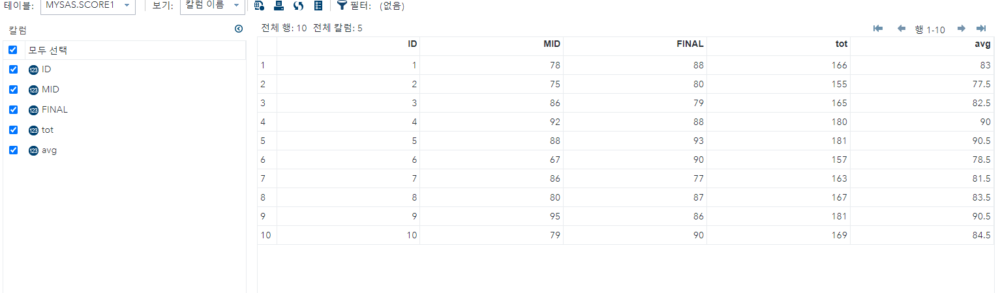 테이블: MYSAS.SCORE1 보기: 칼럼 이름 필터: (없음)
칼럼
전체 행: 10 전체 칼럼: 5
행 1-10
모두 선택
123 ID
123 MID
123 FINAL
123 tot
123 avg
ID MID FINAL tot avg
1 1 78 88 166 83
2 2 75 80 155 77.5
3 3 86 79 165 82.5
4 4 92 88 180 90
5 5 88 93 181 90.5
6 6 67 90 157 78.5
7 7 86 77 163 81.5
8 8 80 87 167 83.5
9 9 95 86 181 90.5
10 10 79 90 169 84.5